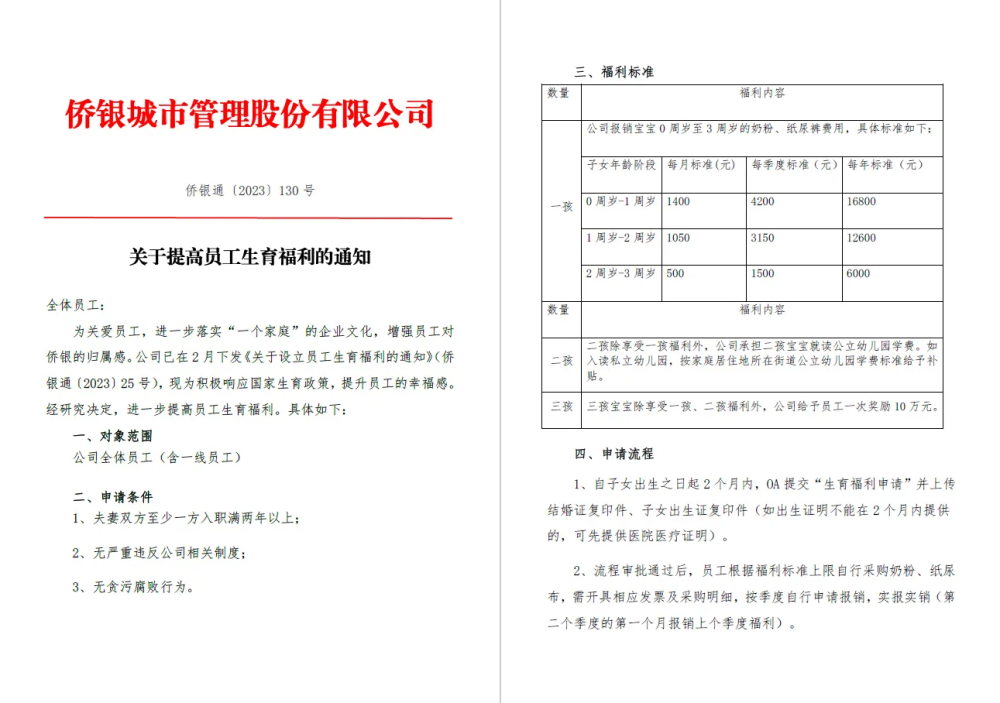 侨银城市管理股份有限公司
侨银通〔2023〕130 号
关于提高员工生育福利的通知
全体员工：
为关爱员工，进一步落实“一个家庭”的企业文化，增强员工对
侨银的归属感。公司已在 2 月下发《关于设立员工生育福利的通知》（侨
银通〔2023〕25 号），现为积极响应国家生育政策，提升员工的幸福感。
经研究决定，进一步提高员工生育福利。具体如下：
一、对象范围
公司全体员工（含一线员工）
二、申请条件
1、夫妻双方至少一方入职满两年以上；
2、无严重违反公司相关制度；
3、无贪污腐败行为。
三、福利标准
数量 福利内容
公司报销宝宝 0 周岁至 3 周岁的奶粉、纸尿裤费用，具体标准如下：
子女年龄阶段 每月标准(元) 每季度标准（元） 每年标准（元）
一孩
0 周岁-1 周岁 1400 4200 16800
1 周岁-2 周岁 1050 3150 12600
2 周岁-3 周岁 500 1500 6000
数量 福利内容
二孩
二孩除享受一孩福利外，公司承担二孩宝宝就读公立幼儿园学费。如
入读私立幼儿园，按家庭居住地所在街道公立幼儿园学费标准给予补
贴。
三孩 三孩宝宝除享受一孩、二孩福利外，公司给予员工一次奖励 10 万元。
四、申请流程
1、自子女出生之日起 2 个月内，OA 提交“生育福利申请”并上传
结婚证复印件、子女出生证复印件（如出生证明不能在 2 个月内提供
的，可先提供医院医疗证明）。
2、流程审批通过后，员工根据福利标准上限自行采购奶粉、纸尿
布，需开具相应发票及采购明细，按季度自行申请报销，实报实销（第
二个季度的第一个月报销上个季度福利）。